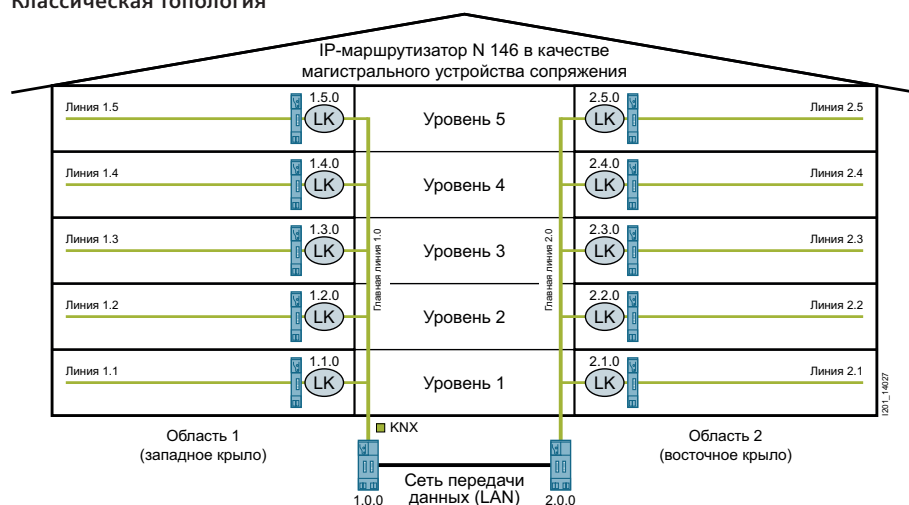 Классическая топология
IP-маршрутизатор N 146 в качестве
магистрального устройства сопряжения
Линия 1.5
1.5.0
LK
Уровень 5
2.5.0
LK
Линия 2.5
Линия 1.4
1.4.0
LK
Уровень 4
2.4.0
LK
Линия 2.4
Линия 1.3
1.3.0
LK
Главная линия 1.0
Уровень 3
Главная линия 2.0
2.3.0
LK
Линия 2.3
Линия 1.2
1.2.0
LK
Уровень 2
2.2.0
LK
Линия 2.2
Линия 1.1
1.1.0
LK
Уровень 1
2.1.0
LK
Линия 2.1
I201_14027
KNX
Область 1
(западное крыло)
Область 2
(восточное крыло)
Сеть передачи
данных (LAN)
1.0.0
2.0.0